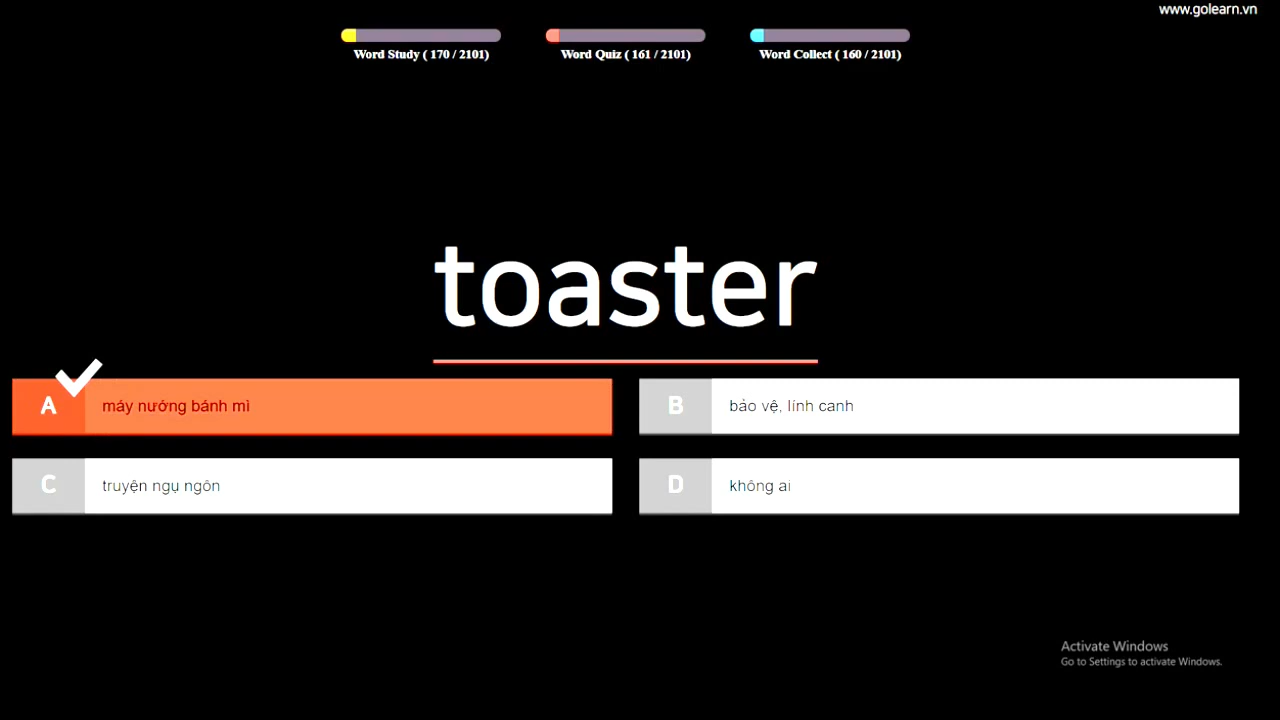 www.golearn.vn
Word Study ( 170 / 2101)
Word Quiz ( 161 / 2101)
Word Collect ( 160 / 2101)
toaster
A máy nướng bánh mì
B bảo vệ, lính canh
C truyện ngụ ngôn
D không ai
Activate Windows
Go to Settings to activate Windows.